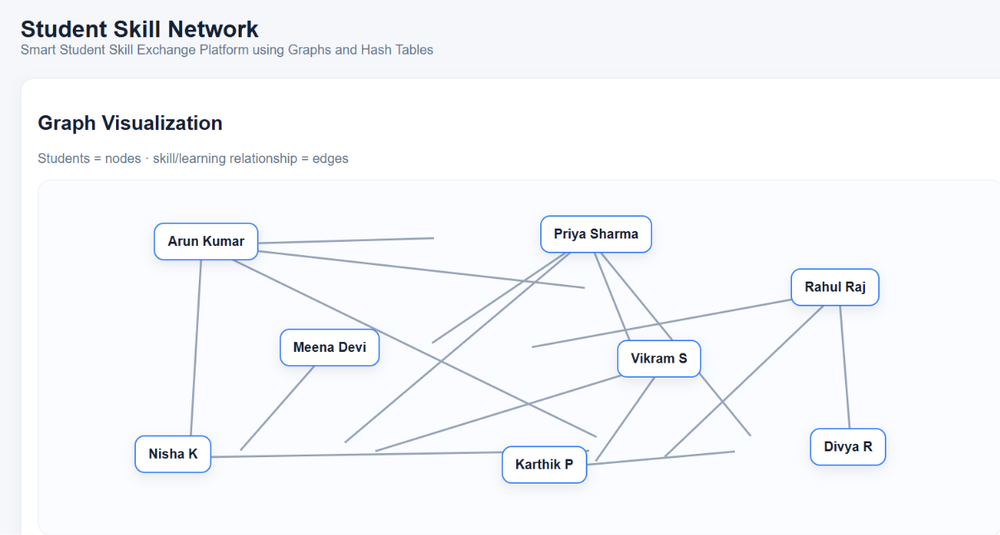 Student Skill Network
Smart Student Skill Exchange Platform using Graphs and Hash Tables
Graph Visualization
Students = nodes · skill/learning relationship = edges
Arun Kumar
Priya Sharma
Rahul Raj
Meena Devi
Vikram S
Nisha K
Karthik P
Divya R